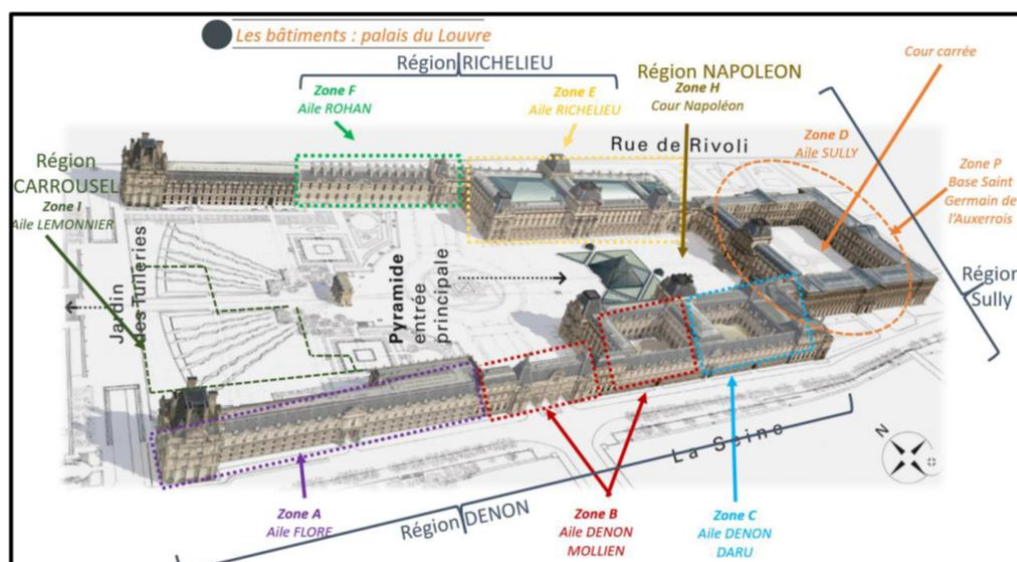 Les bâtiments : palais du Louvre
Région RICHELIEU
Cour carrée
Région NAPOLEON
Zone H
Cour Napoléon
Zone F
Aile ROHAN
Zone E
Aile RICHELIEU
Rue de Rivoli
Zone D
Aile SULLY
Zone P
Base Saint
Germain de
l'Auxerrois
Région
CARROUSEL
Zone I
Aile LEMONNIER
Jardin
des Tuileries
Pyramide
entrée
principale
Région
Sully
La Seine
N
Zone A
Aile FLORE
Région DENON
Zone B
Aile DENON
MOLLIEN
Zone C
Aile DENON
DARU